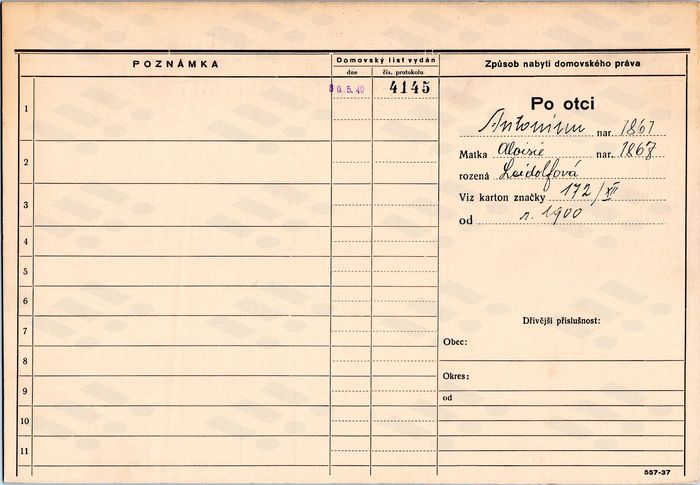 POZNÁMKA
Domovský list vydán
dne čís. protokolu
Způsob nabytí domovského práva
30.5.40 4145
1
2
3
4
5
6
7
8
9
10
11
Po otci
Antonínu nar. 1861
Matka Aloisie nar. 1867
rozená Leidolfová
Viz karton značky 172/XII
od r. 1900
Dřívější příslušnost:
Obec:
Okres:
od
557-37